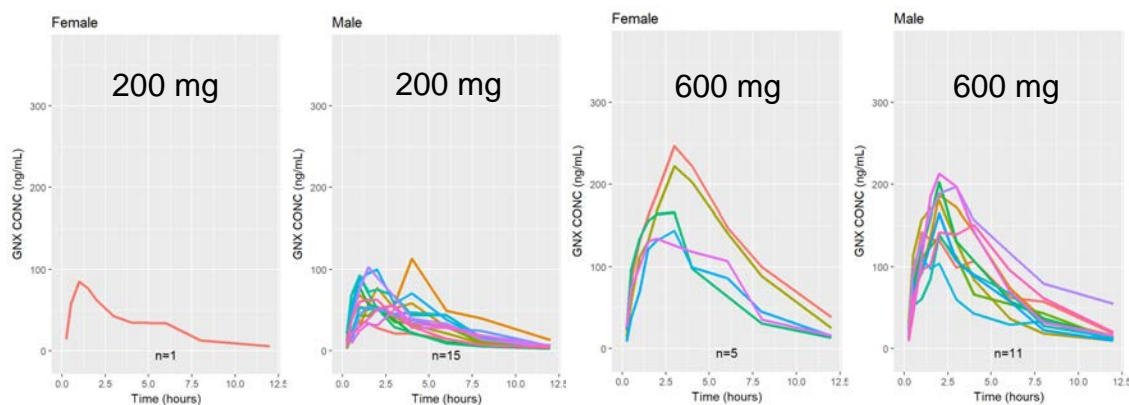 Female
200 mg
GNX CONC (ng/mL)
300
200
100
0
n=1
0.0 2.5 5.0 7.5 10.0 12.5
Time (hours)
Male
200 mg
GNX CONC (ng/mL)
300
200
100
0
n=15
0.0 2.5 5.0 7.5 10.0 12.5
Time (hours)
Female
600 mg
GNX CONC (ng/mL)
300
200
100
0
n=5
0.0 2.5 5.0 7.5 10.0 12.5
Time (hours)
Male
600 mg
GNX CONC (ng/mL)
300
200
100
0
n=11
0.0 2.5 5.0 7.5 10.0 12.5
Time (hours)